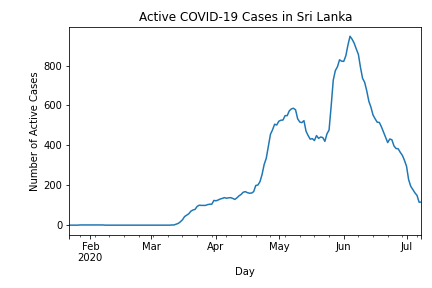 Active COVID-19 Cases in Sri Lanka
Number of Active Cases
800
600
400
200
0
Feb Mar Apr May Jun Jul
2020
Day